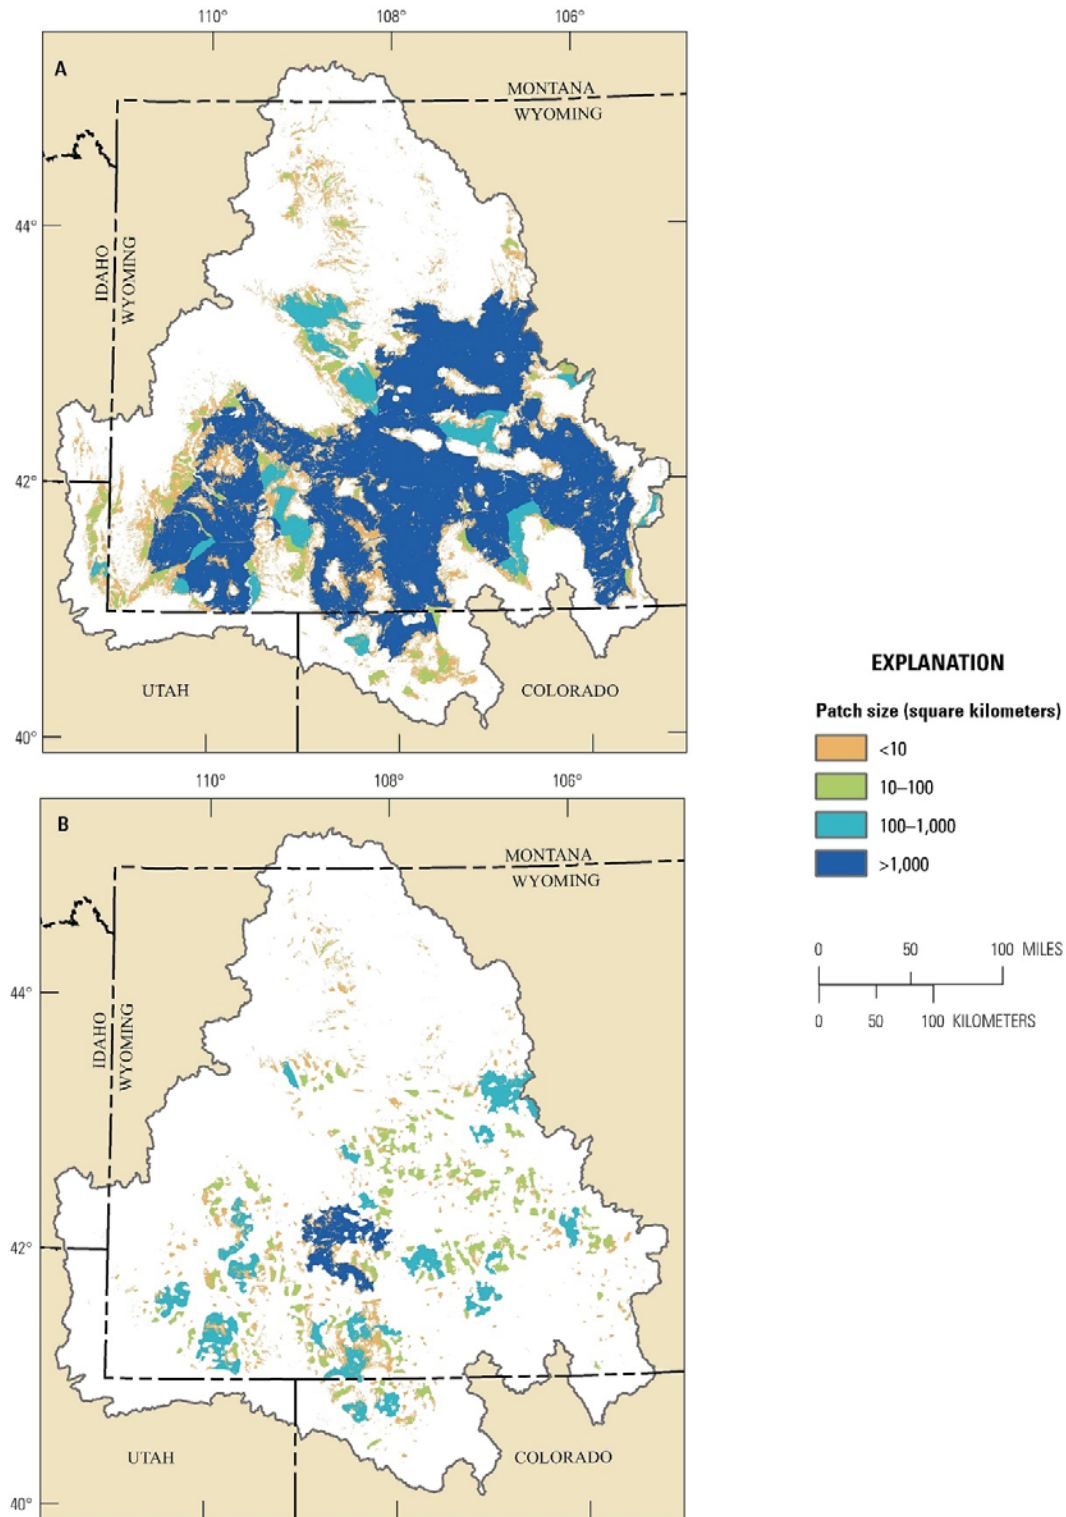 110° 108° 106°
A
MONTANA
WYOMING
44°
IDAHO
WYOMING
42°
UTAH
COLORADO
40°
110° 108° 106°
B
MONTANA
WYOMING
44°
IDAHO
WYOMING
42°
UTAH
COLORADO
40°
EXPLANATION
Patch size (square kilometers)
<10
10–100
100–1,000
>1,000
0 50 100 MILES
0 50 100 KILOMETERS